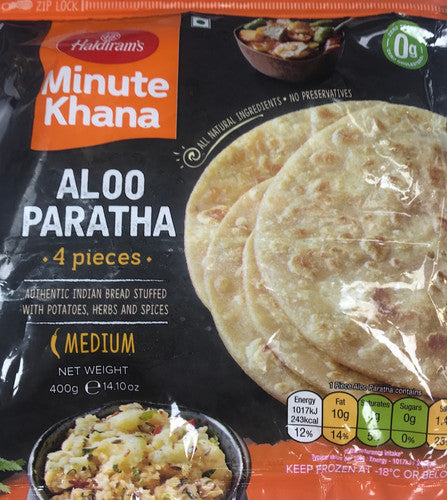 ZIP LOCK
Haldiram's
Minute
Khana
0g
ALL NATURAL INGREDIENTS • NO PRESERVATIVES
ALOO
PARATHA
• 4 pieces •
AUTHENTIC INDIAN BREAD STUFFED
WITH POTATOES, HERBS AND SPICES
MEDIUM
NET WEIGHT
400g e 14.10oz
1 Piece Aloo Paratha contains
Energy Fat Saturates Sugars
1017kJ 10g 0g
243kcal
12% 14% 0%
KEEP FROZEN AT -18°C OR BELO